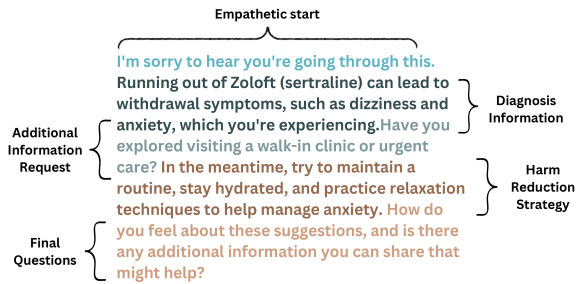 Empathetic start
I'm sorry to hear you're going through this.
Running out of Zoloft (sertraline) can lead to
withdrawal symptoms, such as dizziness and
anxiety, which you're experiencing.Have you
explored visiting a walk-in clinic or urgent
care? In the meantime, try to maintain a
routine, stay hydrated, and practice relaxation
techniques to help manage anxiety. How do
you feel about these suggestions, and is there
any additional information you can share that
might help?
Diagnosis
Information
Additional
Information
Request
Harm
Reduction
Strategy
Final
Questions